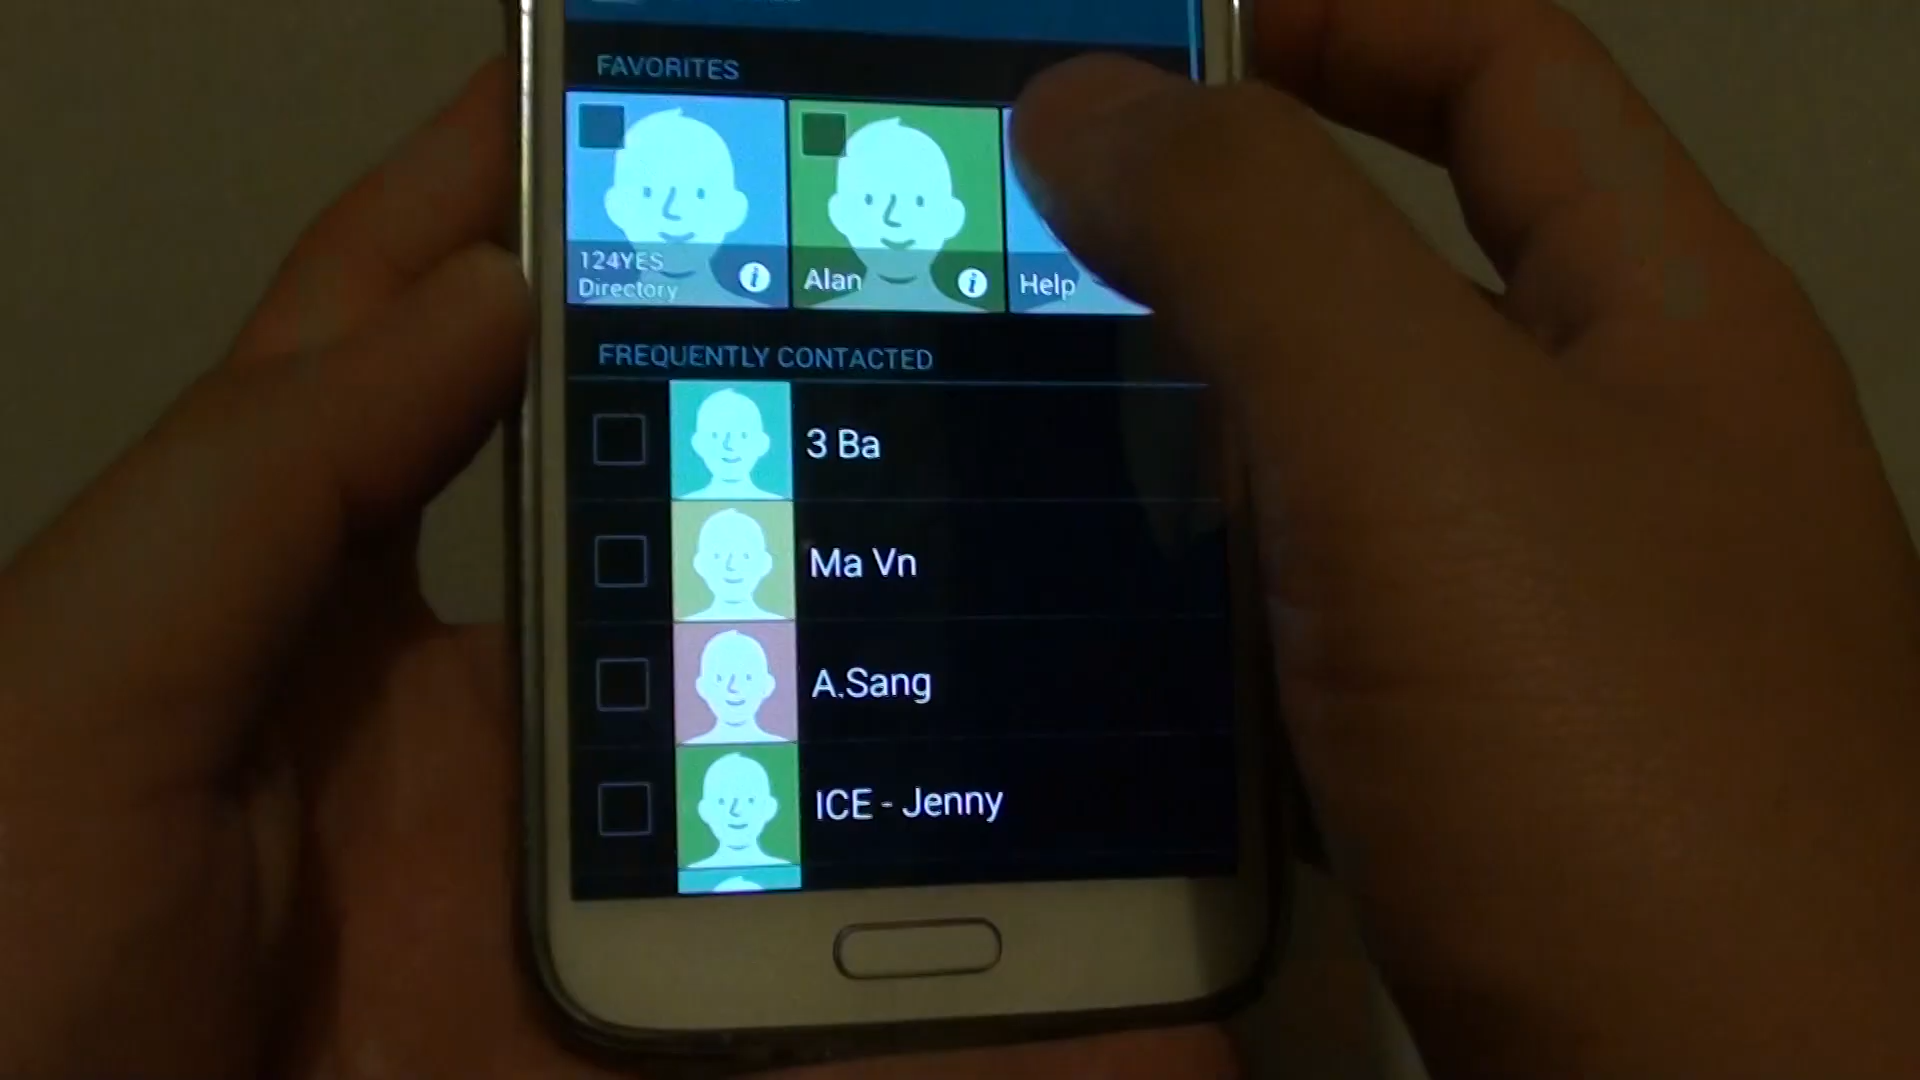 FAVORITES
124YES
Directory
Alan
Help
FREQUENTLY CONTACTED
3 Ba
Ma Vn
A.Sang
ICE - Jenny